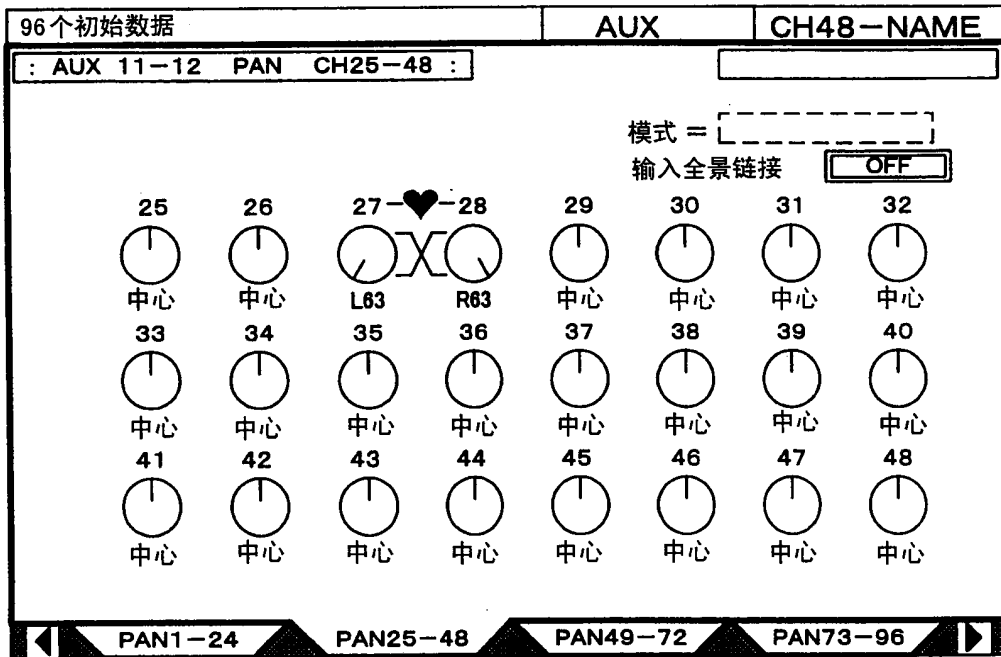 96个初始数据 AUX CH48-NAME
: AUX 11-12 PAN CH25-48 :
模式 =
输入全景链接 OFF
25 26 27 28 29 30 31 32
中心 中心 L63 R63 中心 中心 中心 中心
33 34 35 36 37 38 39 40
中心 中心 中心 中心 中心 中心 中心 中心
41 42 43 44 45 46 47 48
中心 中心 中心 中心 中心 中心 中心 中心
PAN1-24 PAN25-48 PAN49-72 PAN73-96